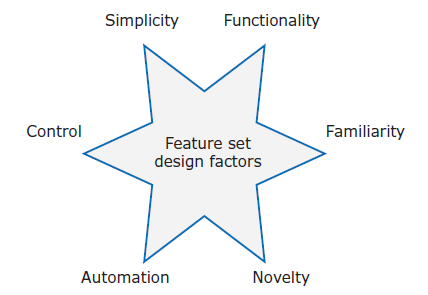 Simplicity
Functionality
Control
Familiarity
Feature set
design factors
Automation
Novelty